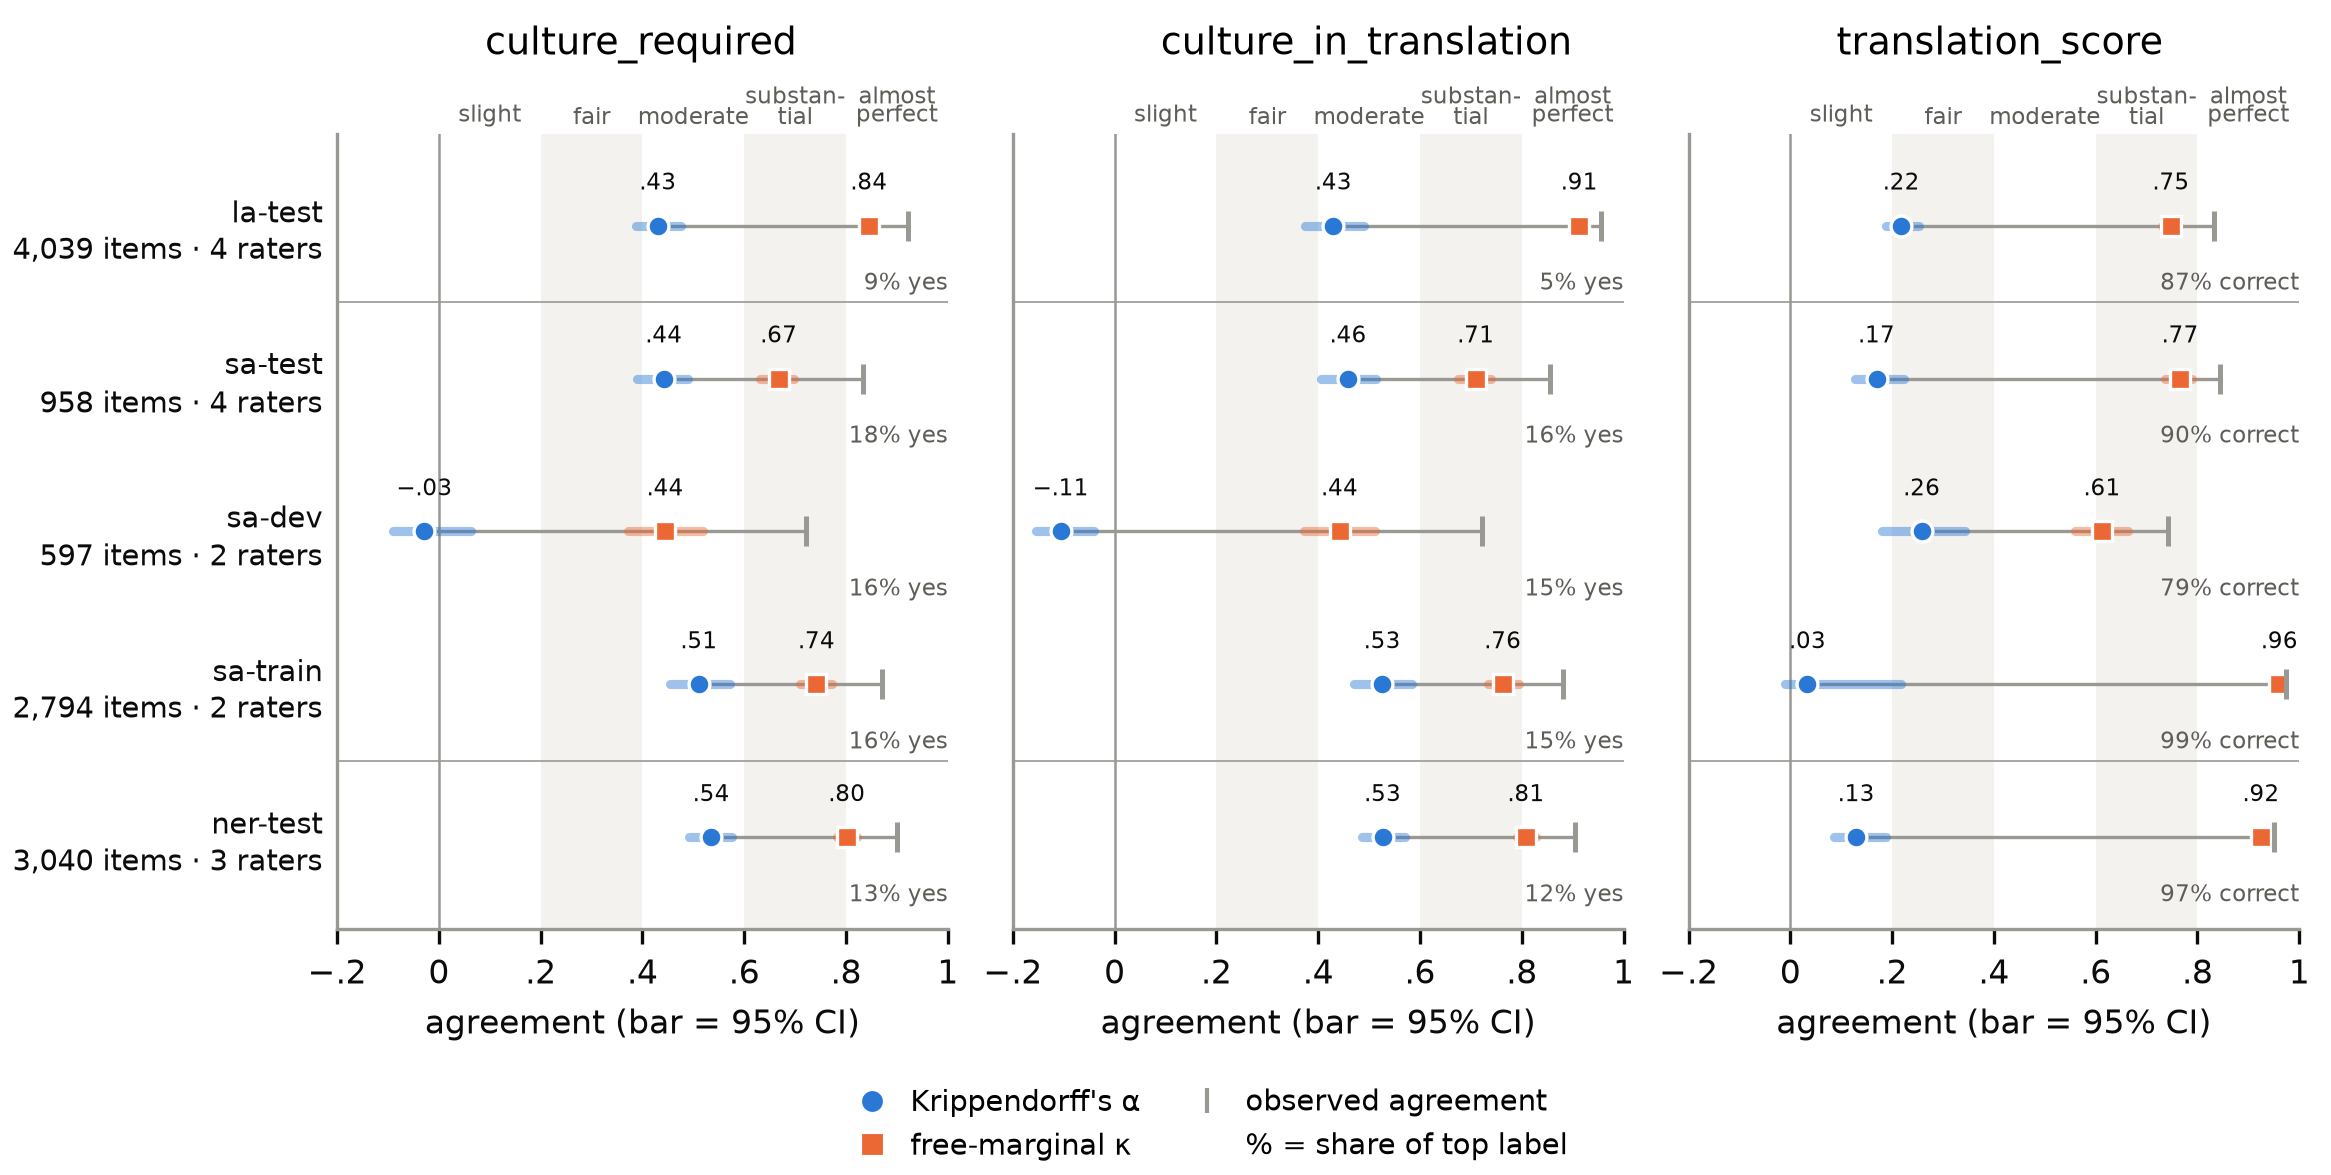 culture_required
culture_in_translation
translation_score
slight fair moderate substan-
tial almost
perfect
slight fair moderate substan-
tial almost
perfect
slight fair moderate substan-
tial almost
perfect
la-test
4,039 items · 4 raters
.43 .84
9% yes
.43 .91
5% yes
.22 .75
87% correct
sa-test
958 items · 4 raters
.44 .67
18% yes
.46 .71
16% yes
.17 .77
90% correct
sa-dev
597 items · 2 raters
−.03 .44
16% yes
−.11 .44
15% yes
.26 .61
79% correct
sa-train
2,794 items · 2 raters
.51 .74
16% yes
.53 .76
15% yes
.03 .96
99% correct
ner-test
3,040 items · 3 raters
.54 .80
13% yes
.53 .81
12% yes
.13 .92
97% correct
−.2 0 .2 .4 .6 .8 1
−.2 0 .2 .4 .6 .8 1
−.2 0 .2 .4 .6 .8 1
agreement (bar = 95% CI)
agreement (bar = 95% CI)
agreement (bar = 95% CI)
Krippendorff's α
free-marginal κ
observed agreement
% = share of top label